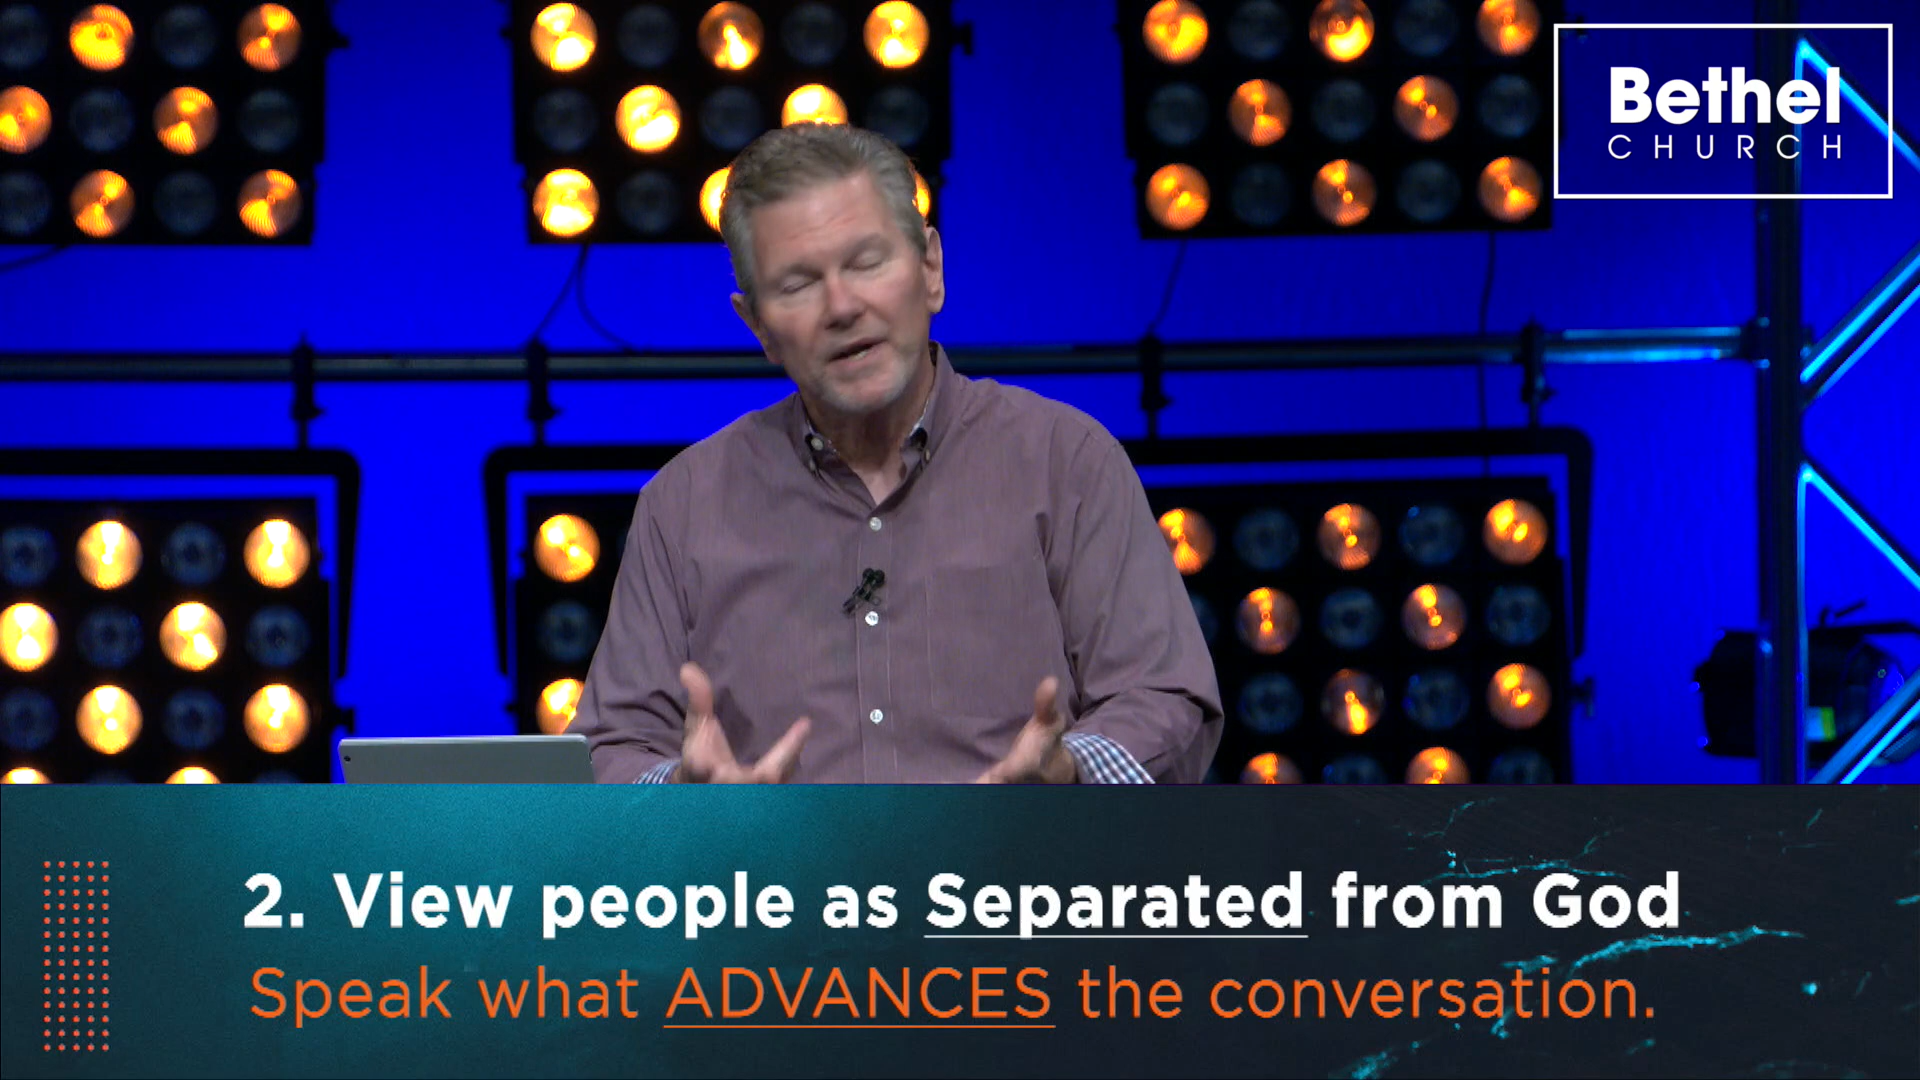 Bethel
CHURCH
2. View people as Separated from God
Speak what ADVANCES the conversation.